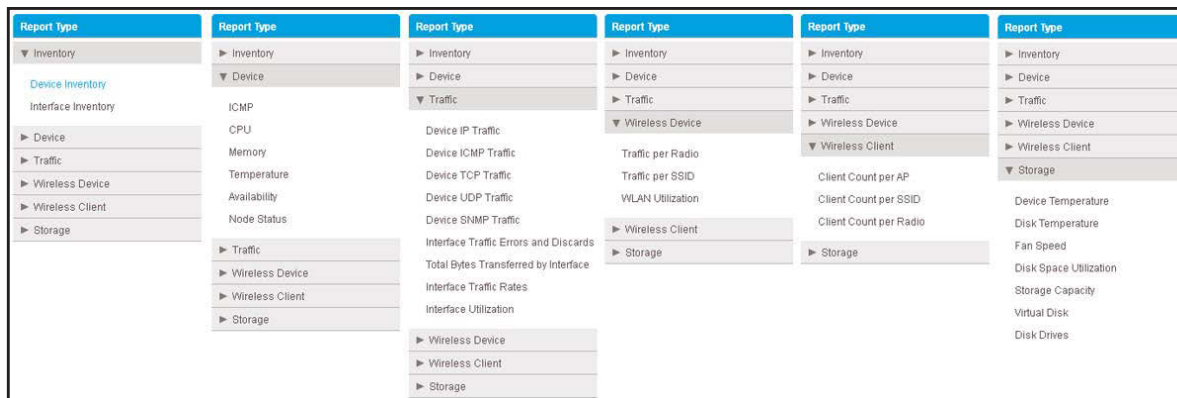 Report Type
▼ Inventory
Device Inventory
Interface Inventory
► Device
► Traffic
► Wireless Device
► Wireless Client
► Storage
Report Type
► Inventory
▼ Device
ICMP
CPU
Memory
Temperature
Availability
Node Status
► Traffic
► Wireless Device
► Wireless Client
► Storage
Report Type
► Inventory
► Device
▼ Traffic
Device IP Traffic
Device ICMP Traffic
Device TCP Traffic
Device UDP Traffic
Device SNMP Traffic
Interface Traffic Errors and Discards
Total Bytes Transferred by Interface
Interface Traffic Rates
Interface Utilization
► Wireless Device
► Wireless Client
► Storage
Report Type
► Inventory
► Device
► Traffic
▼ Wireless Device
Traffic per Radio
Traffic per SSID
WLAN Utilization
► Wireless Client
► Storage
Report Type
► Inventory
► Device
► Traffic
► Wireless Device
▼ Wireless Client
Client Count per AP
Client Count per SSID
Client Count per Radio
► Storage
Report Type
► Inventory
► Device
► Traffic
► Wireless Device
► Wireless Client
▼ Storage
Device Temperature
Disk Temperature
Fan Speed
Disk Space Utilization
Storage Capacity
Virtual Disk
Disk Drives